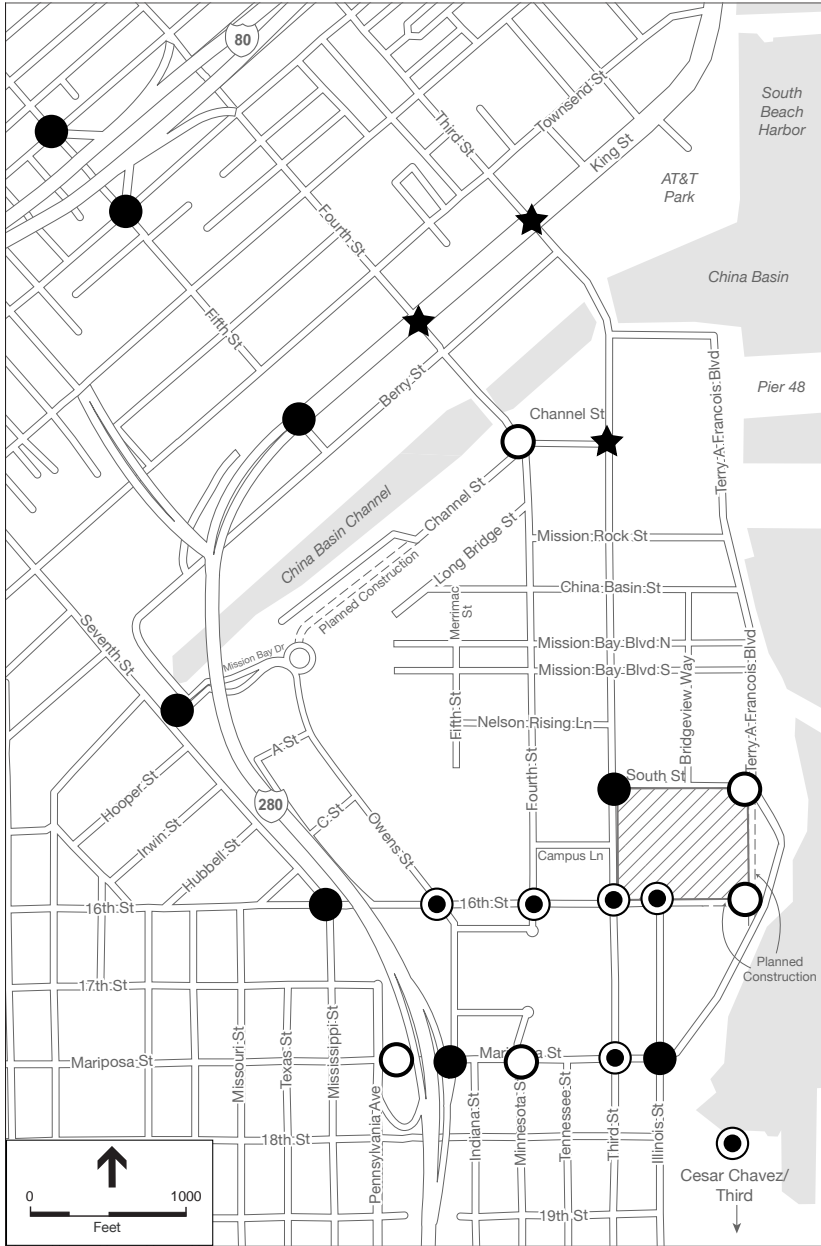 80
South
Beach
Harbor
Townsend St
Third St
King St
AT&T
Park
Fourth St
China Basin
Fifth St
Terry A Francois Blvd
Pier 48
Berry St
Channel St
Channel St
China Basin Channel
Long Bridge St
Mission Rock St
Planned Construction
China Basin St
Merrimac
St
Seventh St
Mission Bay Dr
Mission Bay Blvd N
Mission Bay Blvd S
Bridgeview Way
Terry A Francois Blvd
Fifth St
Nelson Rising Ln
A St
South St
Hooper St
280
Fourth St
C St
Irwin St
Owens St
Hubbell St
Campus Ln
16th St
16th St
Planned
Construction
17th St
Mariposa St
Missouri St
Texas St
Mississippi St
Mariposa St
Pennsylvania Ave
Indiana St
Minnesota St
Tennessee St
Third St
Illinois St
18th St
Cesar Chavez/
Third
0
1000
Feet
19th St